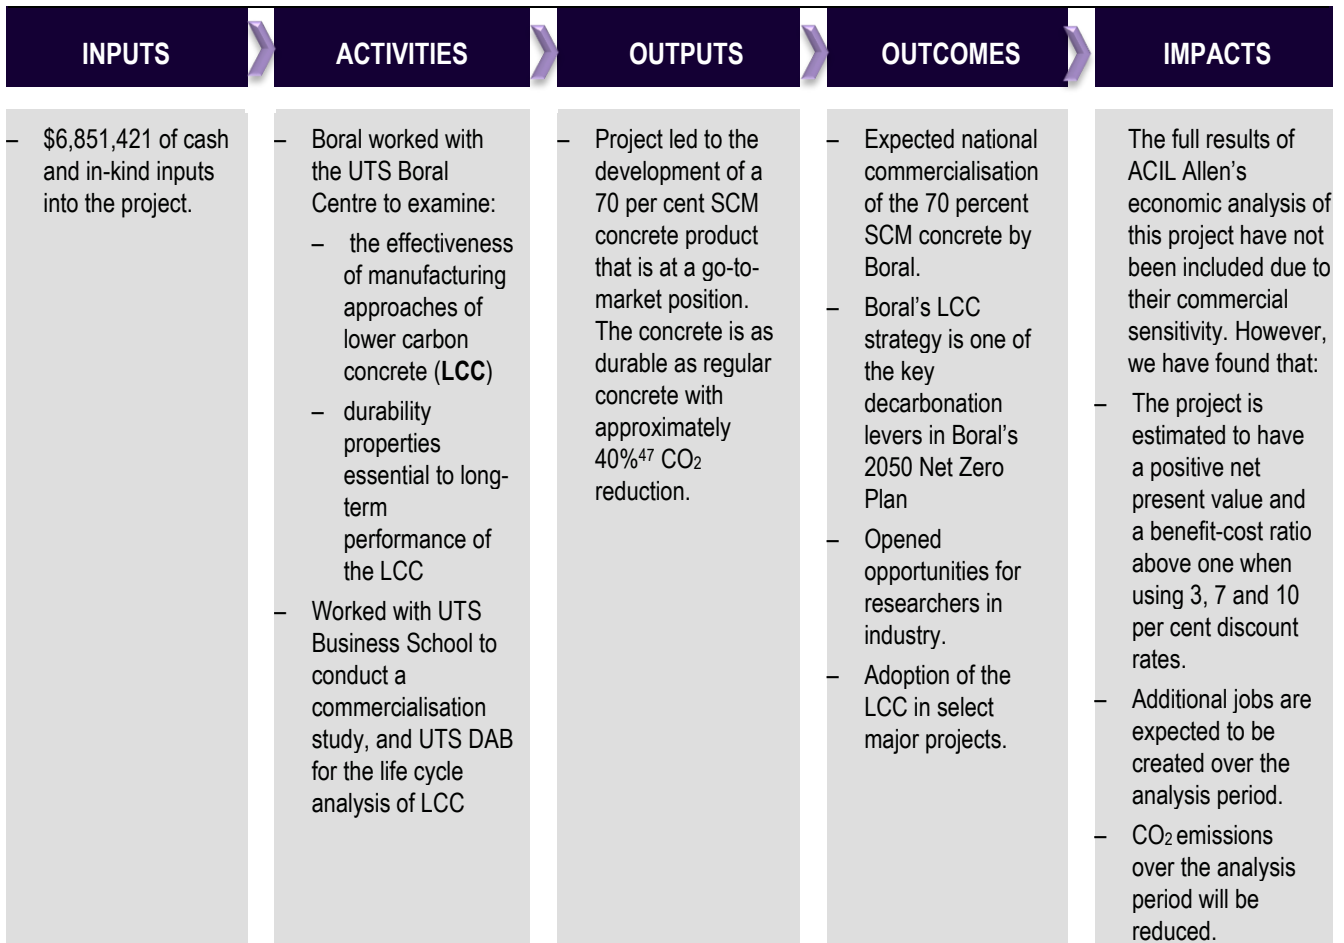 INPUTS
ACTIVITIES
OUTPUTS
OUTCOMES
IMPACTS
– $6,851,421 of cash
and in-kind inputs
into the project.
– Boral worked with
the UTS Boral
Centre to examine:
– the effectiveness
of manufacturing
approaches of
lower carbon
concrete (LCC)
– durability
properties
essential to long-
term
performance of
the LCC
– Worked with UTS
Business School to
conduct a
commercialisation
study, and UTS DAB
for the life cycle
analysis of LCC
– Project led to the
development of a
70 per cent SCM
concrete product
that is at a go-to-
market position.
The concrete is as
durable as regular
concrete with
approximately
40%⁴⁷ CO₂
reduction.
– Expected national
commercialisation
of the 70 percent
SCM concrete by
Boral.
– Boral’s LCC
strategy is one of
the key
decarbonation
levers in Boral’s
2050 Net Zero
Plan
– Opened
opportunities for
researchers in
industry.
– Adoption of the
LCC in select
major projects.
The full results of
ACIL Allen’s
economic analysis of
this project have not
been included due to
their commercial
sensitivity. However,
we have found that:
– The project is
estimated to have
a positive net
present value and
a benefit-cost ratio
above one when
using 3, 7 and 10
per cent discount
rates.
– Additional jobs are
expected to be
created over the
analysis period.
– CO₂ emissions
over the analysis
period will be
reduced.